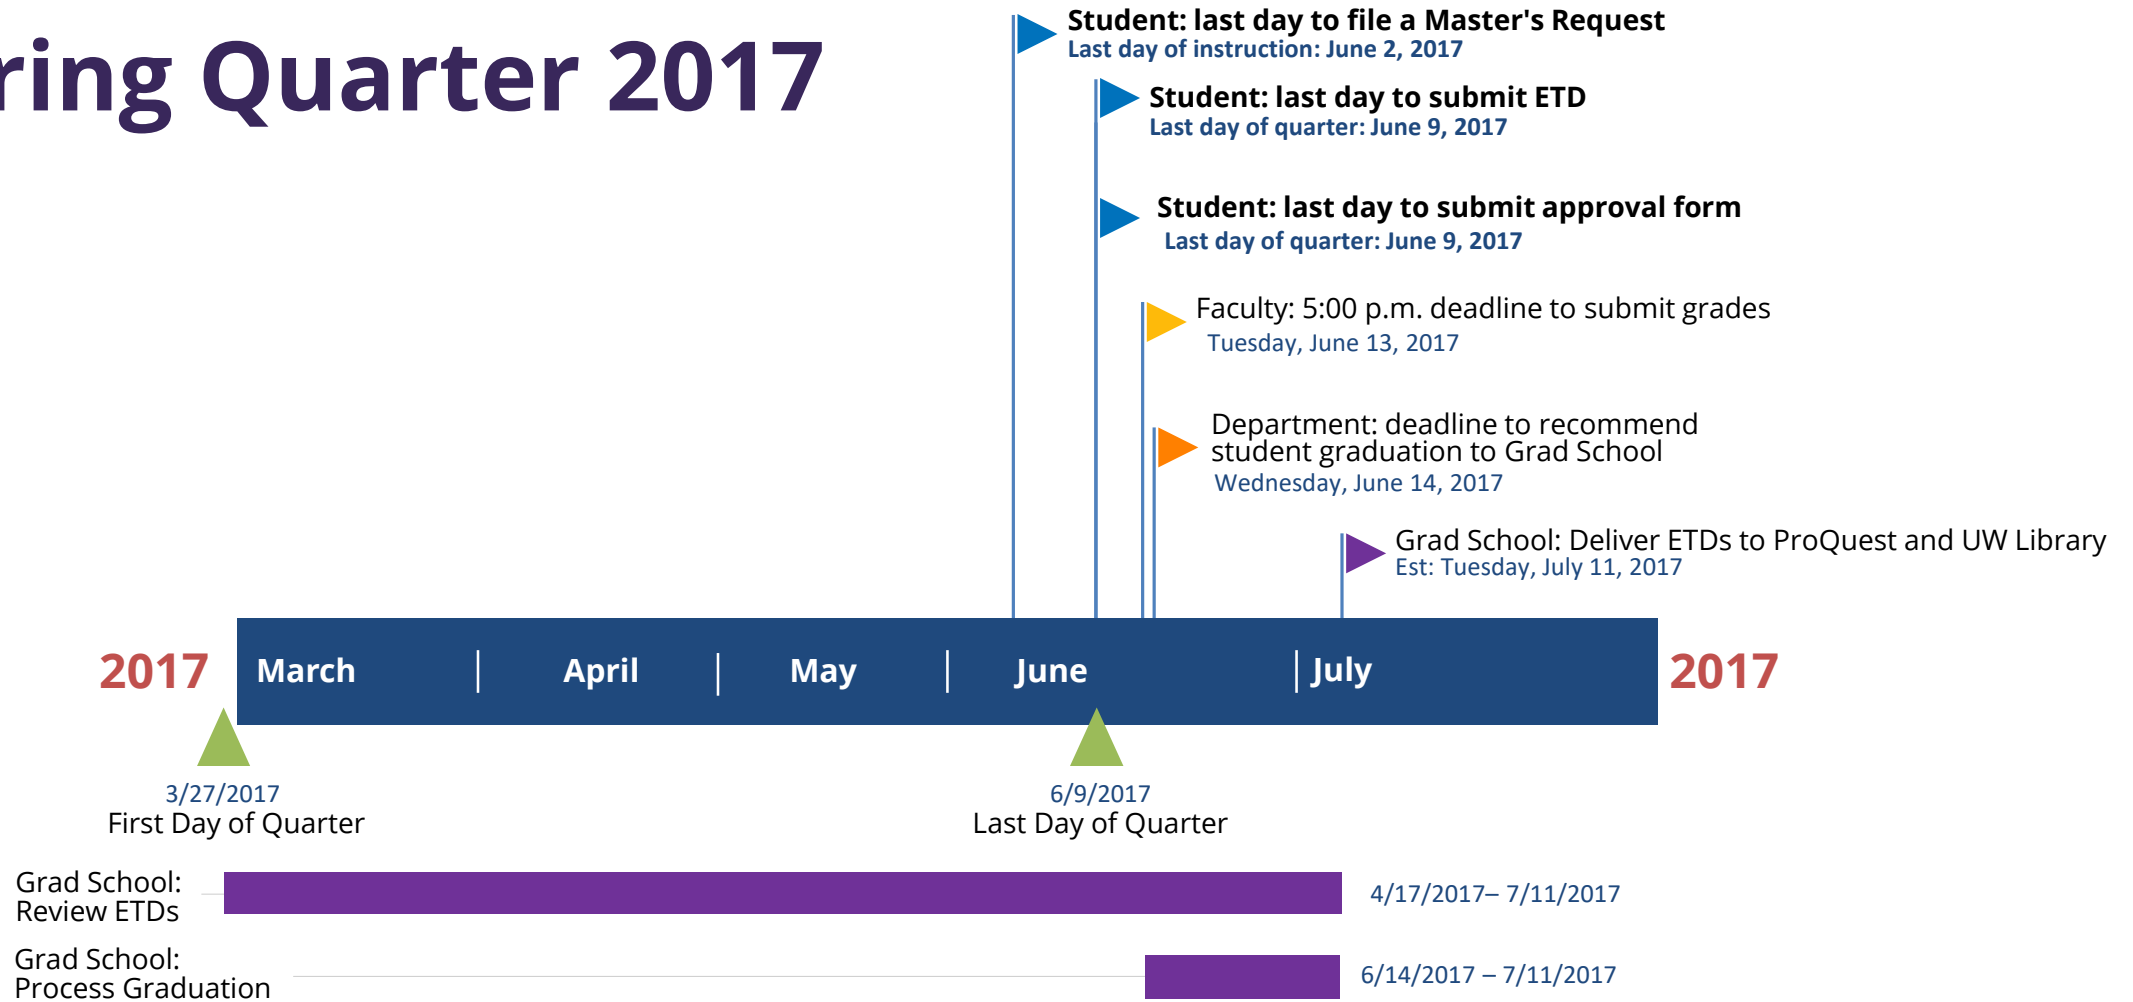 ring Quarter 2017
Student: last day to file a Master's Request
Last day of instruction: June 2, 2017
Student: last day to submit ETD
Last day of quarter: June 9, 2017
Student: last day to submit approval form
Last day of quarter: June 9, 2017
Faculty: 5:00 p.m. deadline to submit grades
Tuesday, June 13, 2017
Department: deadline to recommend
student graduation to Grad School
Wednesday, June 14, 2017
Grad School: Deliver ETDs to ProQuest and UW Library
Est: Tuesday, July 11, 2017
2017 March April May June July 2017
3/27/2017
First Day of Quarter
6/9/2017
Last Day of Quarter
Grad School:
Review ETDs
4/17/2017– 7/11/2017
Grad School:
Process Graduation
6/14/2017 – 7/11/2017